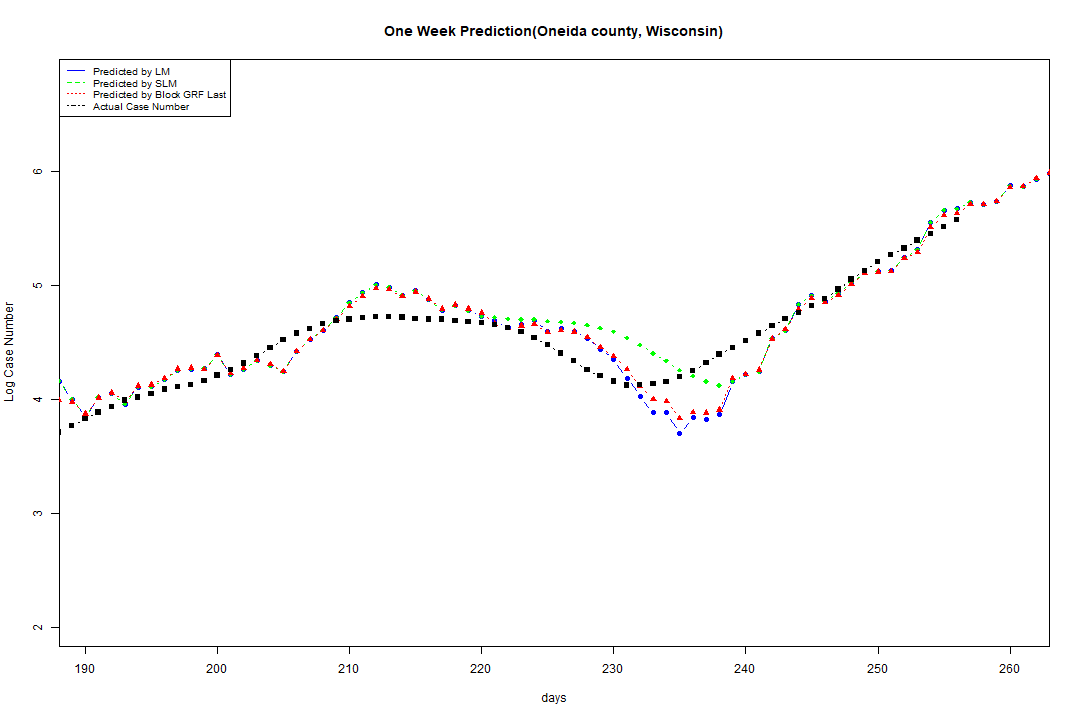 One Week Prediction(Oneida county, Wisconsin)
Predicted by LM
Predicted by SLM
Predicted by Block GRF Last
Actual Case Number
Log Case Number
6
5
4
3
2
190 200 210 220 230 240 250 260
days